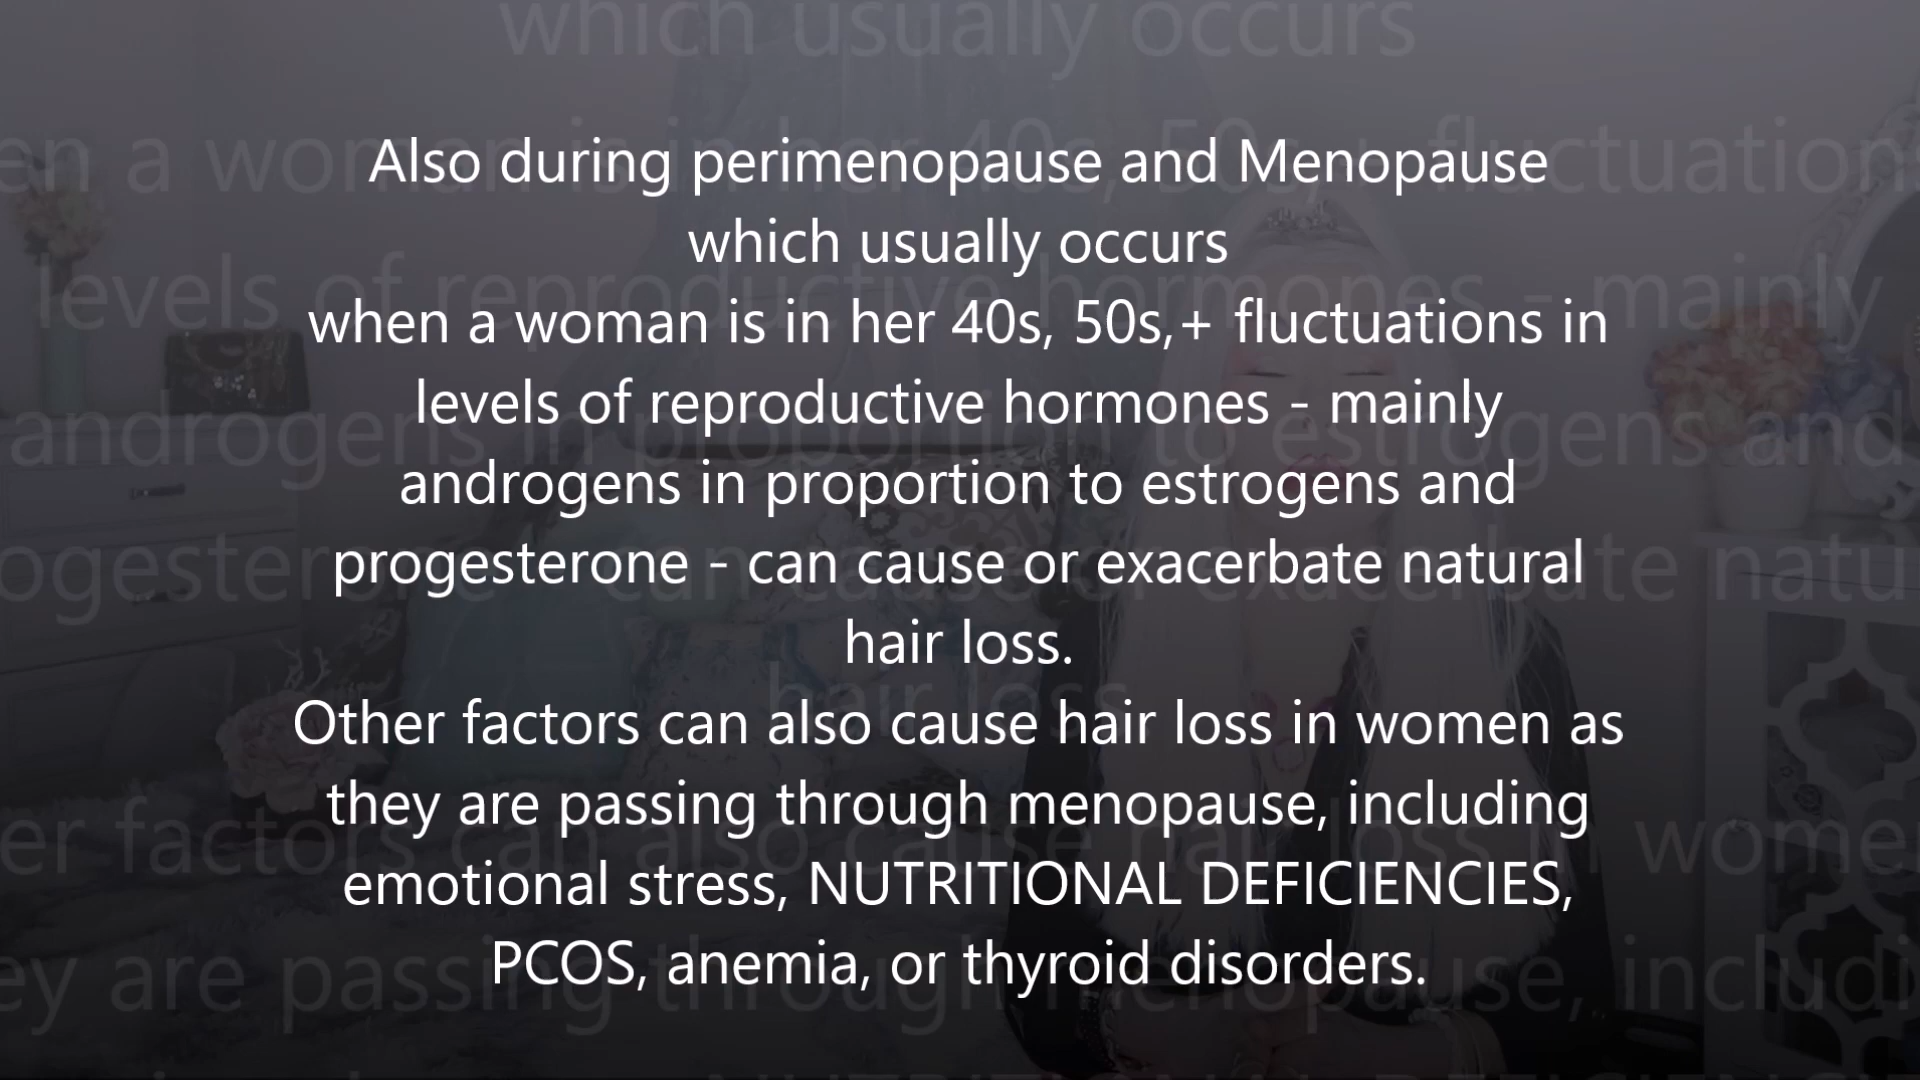 Also during perimenopause and Menopause
which usually occurs
when a woman is in her 40s, 50s,+ fluctuations in
levels of reproductive hormones - mainly
androgens in proportion to estrogens and
progesterone - can cause or exacerbate natural
hair loss.
Other factors can also cause hair loss in women as
they are passing through menopause, including
emotional stress, NUTRITIONAL DEFICIENCIES,
PCOS, anemia, or thyroid disorders.